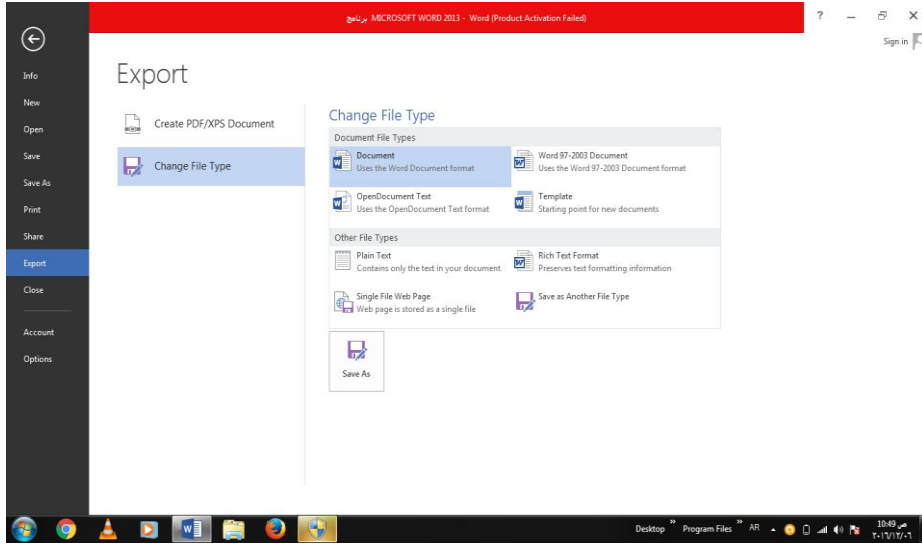 برنامج MICROSOFT WORD 2013 - Word (Product Activation Failed)
?
Sign in
Info
New
Open
Save
Save As
Print
Share
Export
Close
Account
Options
Export
Create PDF/XPS Document
Change File Type
Change File Type
Document File Types
Document
Uses the Word Document format
Word 97-2003 Document
Uses the Word 97-2003 Document format
OpenDocument Text
Uses the OpenDocument Text format
Template
Starting point for new documents
Other File Types
Plain Text
Contains only the text in your document
Rich Text Format
Preserves text formatting information
Single File Web Page
Web page is stored as a single file
Save as Another File Type
Save As
Desktop » Program Files » AR
10:49 ص
٢٠١٦/١٢/٠٦